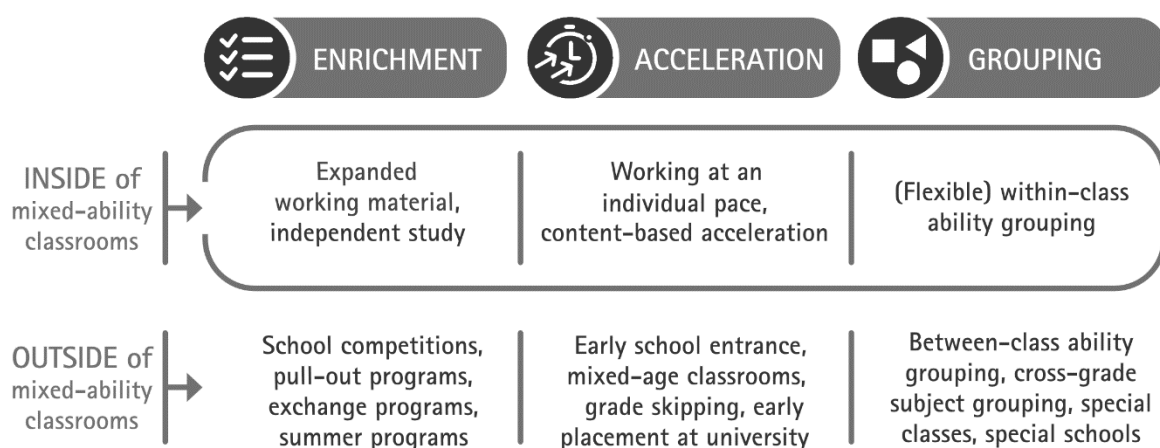 ENRICHMENT
ACCELERATION
GROUPING
INSIDE of
mixed-ability
classrooms
Expanded
working material,
independent study
Working at an
individual pace,
content-based acceleration
(Flexible) within-class
ability grouping
OUTSIDE of
mixed-ability
classrooms
School competitions,
pull-out programs,
exchange programs,
summer programs
Early school entrance,
mixed-age classrooms,
grade skipping, early
placement at university
Between-class ability
grouping, cross-grade
subject grouping, special
classes, special schools